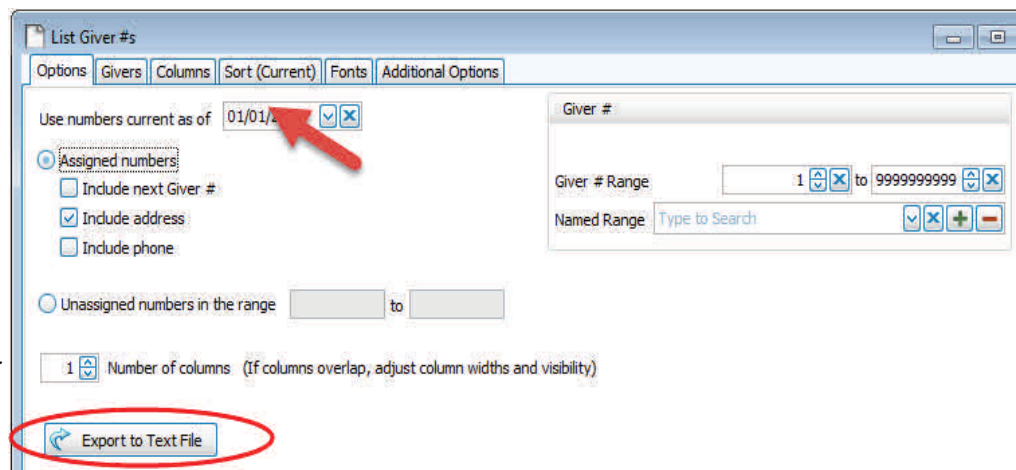 List Giver #s
Options Givers Columns Sort (Current) Fonts Additional Options
Use numbers current as of 01/01/
Giver #
Assigned numbers
Include next Giver #
Giver # Range 1 to 9999999999
Include address
Named Range Type to Search
Include phone
Unassigned numbers in the range to
1 Number of columns (If columns overlap, adjust column widths and visibility)
Export to Text File